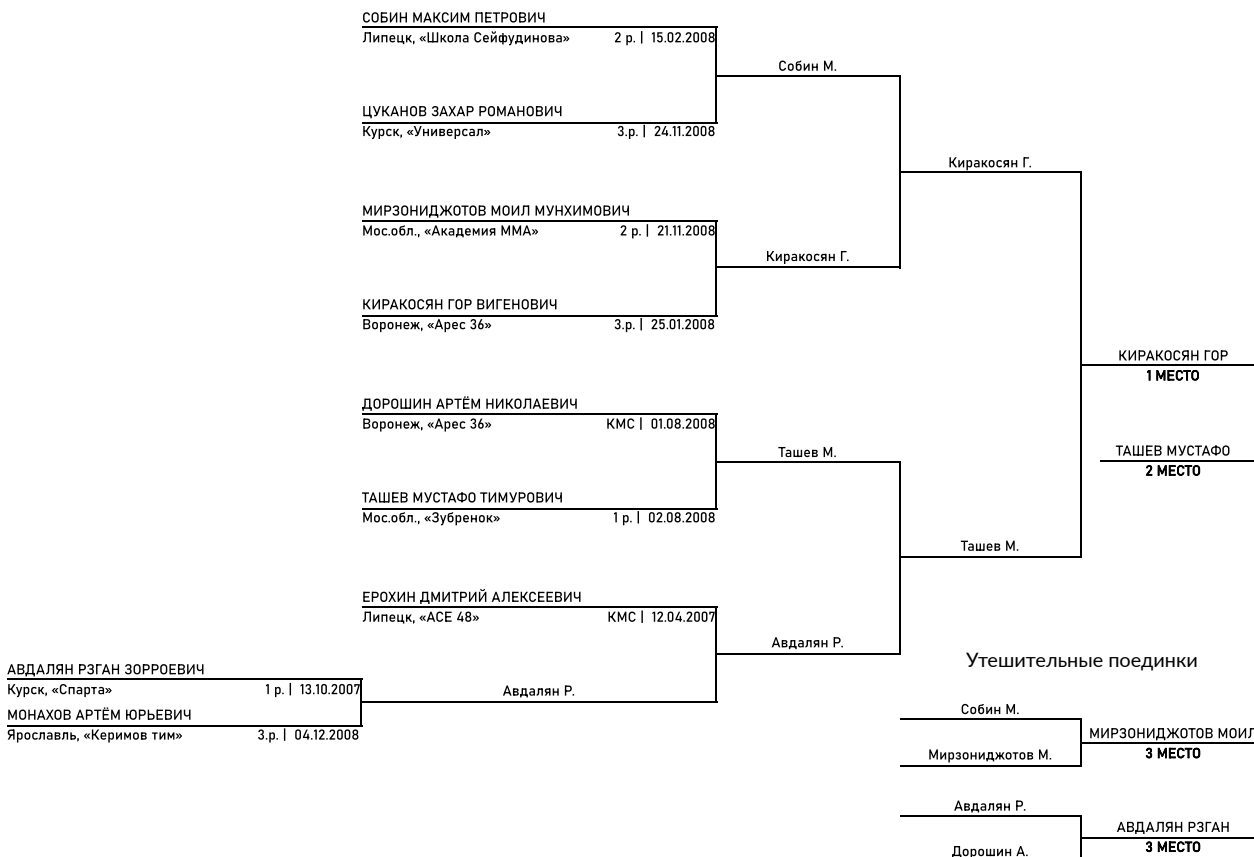 СОБИН МАКСИМ ПЕТРОВИЧ
Липецк, «Школа Сейфудинова» 2 р. | 15.02.2008
Собин М.
ЦУКАНОВ ЗАХАР РОМАНОВИЧ
Курск, «Универсал» 3.р. | 24.11.2008
Киракосян Г.
МИРЗОНИДЖОТОВ МОИЛ МУНХИМОВИЧ
Мос.обл., «Академия ММА» 2 р. | 21.11.2008
Киракосян Г.
КИРАКОСЯН ГОР ВИГЕНОВИЧ
Воронеж, «Арес 36» 3.р. | 25.01.2008
КИРАКОСЯН ГОР
1 МЕСТО
ДОРОШИН АРТЁМ НИКОЛАЕВИЧ
Воронеж, «Арес 36» КМС | 01.08.2008
Ташев М.
ТАШЕВ МУСТАФО
2 МЕСТО
ТАШЕВ МУСТАФО ТИМУРОВИЧ
Мос.обл., «Зубренок» 1 р. | 02.08.2008
Ташев М.
ЕРОХИН ДМИТРИЙ АЛЕКСЕЕВИЧ
Липецк, «ACE 48» КМС | 12.04.2007
Авдалян Р.
АВДАЛЯН РЗГАН ЗОРРОЕВИЧ
Курск, «Спарта» 1 р. | 13.10.2007
Авдалян Р.
МОНАХОВ АРТЁМ ЮРЬЕВИЧ
Ярославль, «Керимов тим» 3.р. | 04.12.2008
Утешительные поединки
Собин М.
МИРЗОНИДЖОТОВ МОИЛ
3 МЕСТО
Мирзониджотов М.
Авдалян Р.
АВДАЛЯН РЗГАН
3 МЕСТО
Дорошин А.